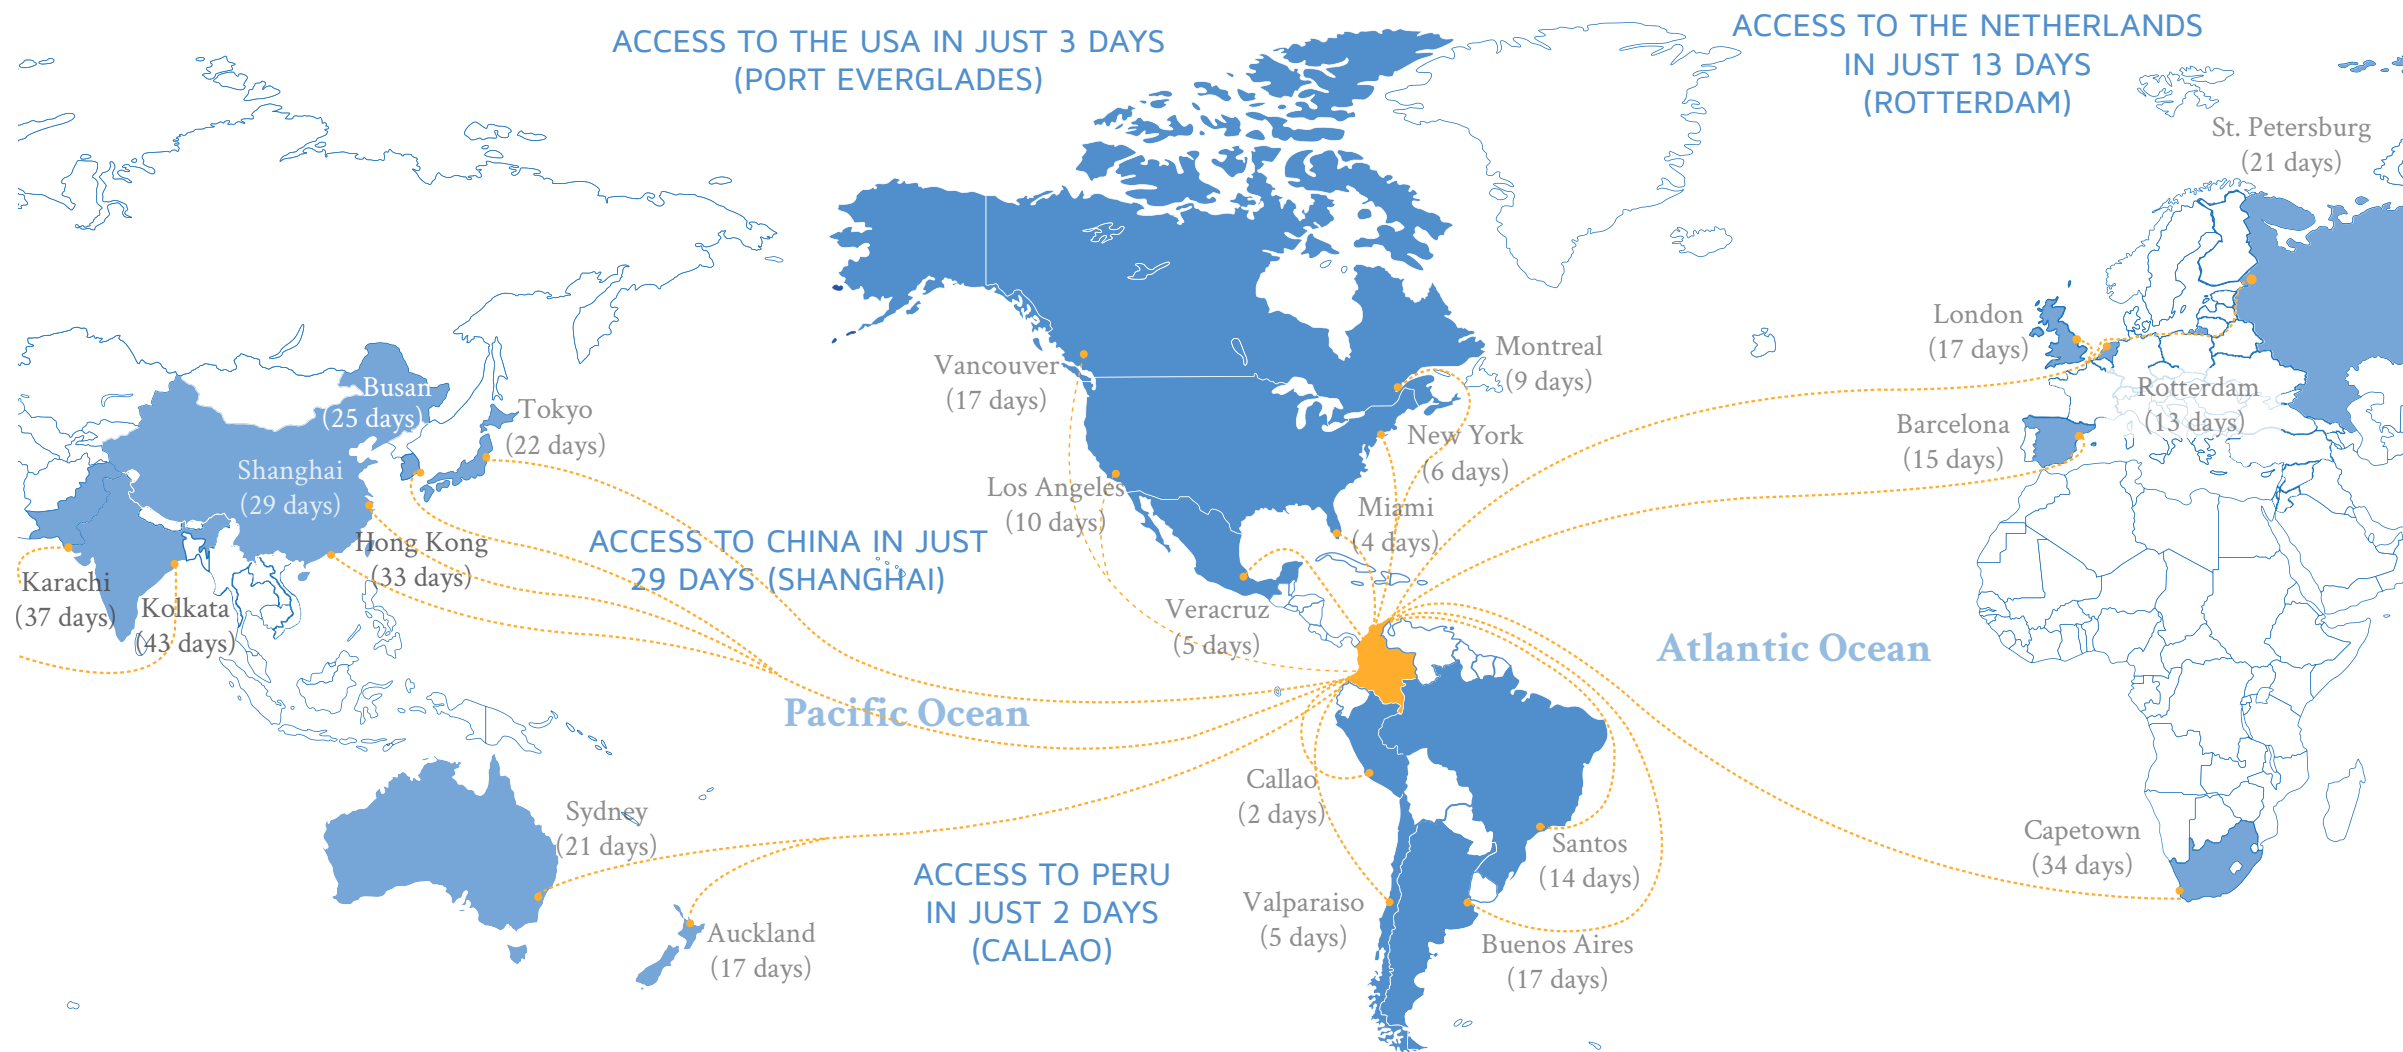 ACCESS TO THE USA IN JUST 3 DAYS
(PORT EVERGLADES)
ACCESS TO THE NETHERLANDS
IN JUST 13 DAYS
(ROTTERDAM)
St. Petersburg
(21 days)
London
(17 days)
Rotterdam
(13 days)
Barcelona
(15 days)
Vancouver
(17 days)
Montreal
(9 days)
New York
(6 days)
Los Angeles
(10 days)
Miami
(4 days)
Busan
(25 days)
Tokyo
(22 days)
Shanghai
(29 days)
Hong Kong
(33 days)
Karachi
(37 days)
Kolkata
(43 days)
ACCESS TO CHINA IN JUST
29 DAYS (SHANGHAI)
Veracruz
(5 days)
Atlantic Ocean
Pacific Ocean
Callao
(2 days)
Sydney
(21 days)
Santos
(14 days)
Capetown
(34 days)
ACCESS TO PERU
IN JUST 2 DAYS
(CALLAO)
Valparaiso
(5 days)
Auckland
(17 days)
Buenos Aires
(17 days)